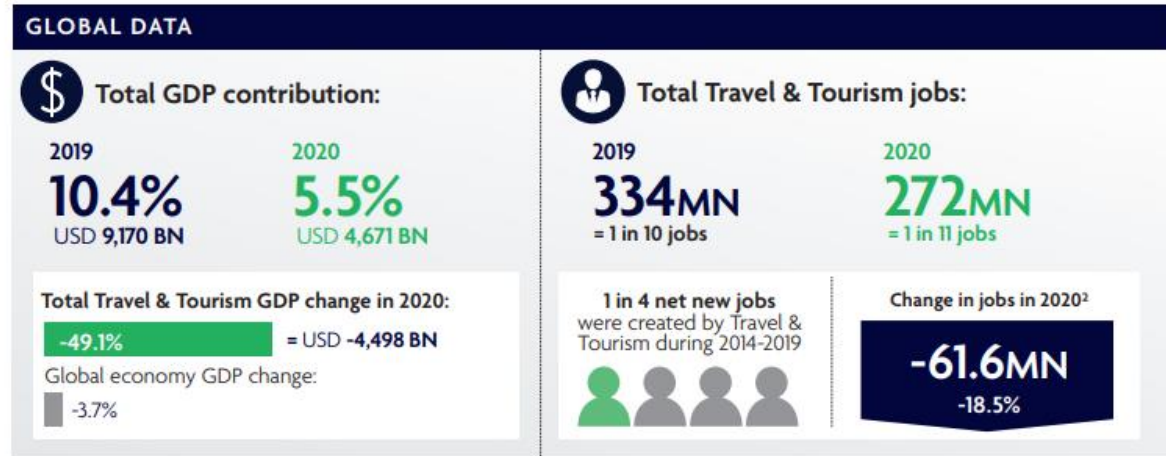 GLOBAL DATA
$
Total GDP contribution:
2019
10.4%
USD 9,170 BN
2020
5.5%
USD 4,671 BN
Total Travel & Tourism GDP change in 2020:
-49.1%
= USD -4,498 BN
Global economy GDP change:
-3.7%
Total Travel & Tourism jobs:
2019
334MN
= 1 in 10 jobs
2020
272MN
= 1 in 11 jobs
1 in 4 net new jobs
were created by Travel &
Tourism during 2014-2019
Change in jobs in 2020²
-61.6MN
-18.5%